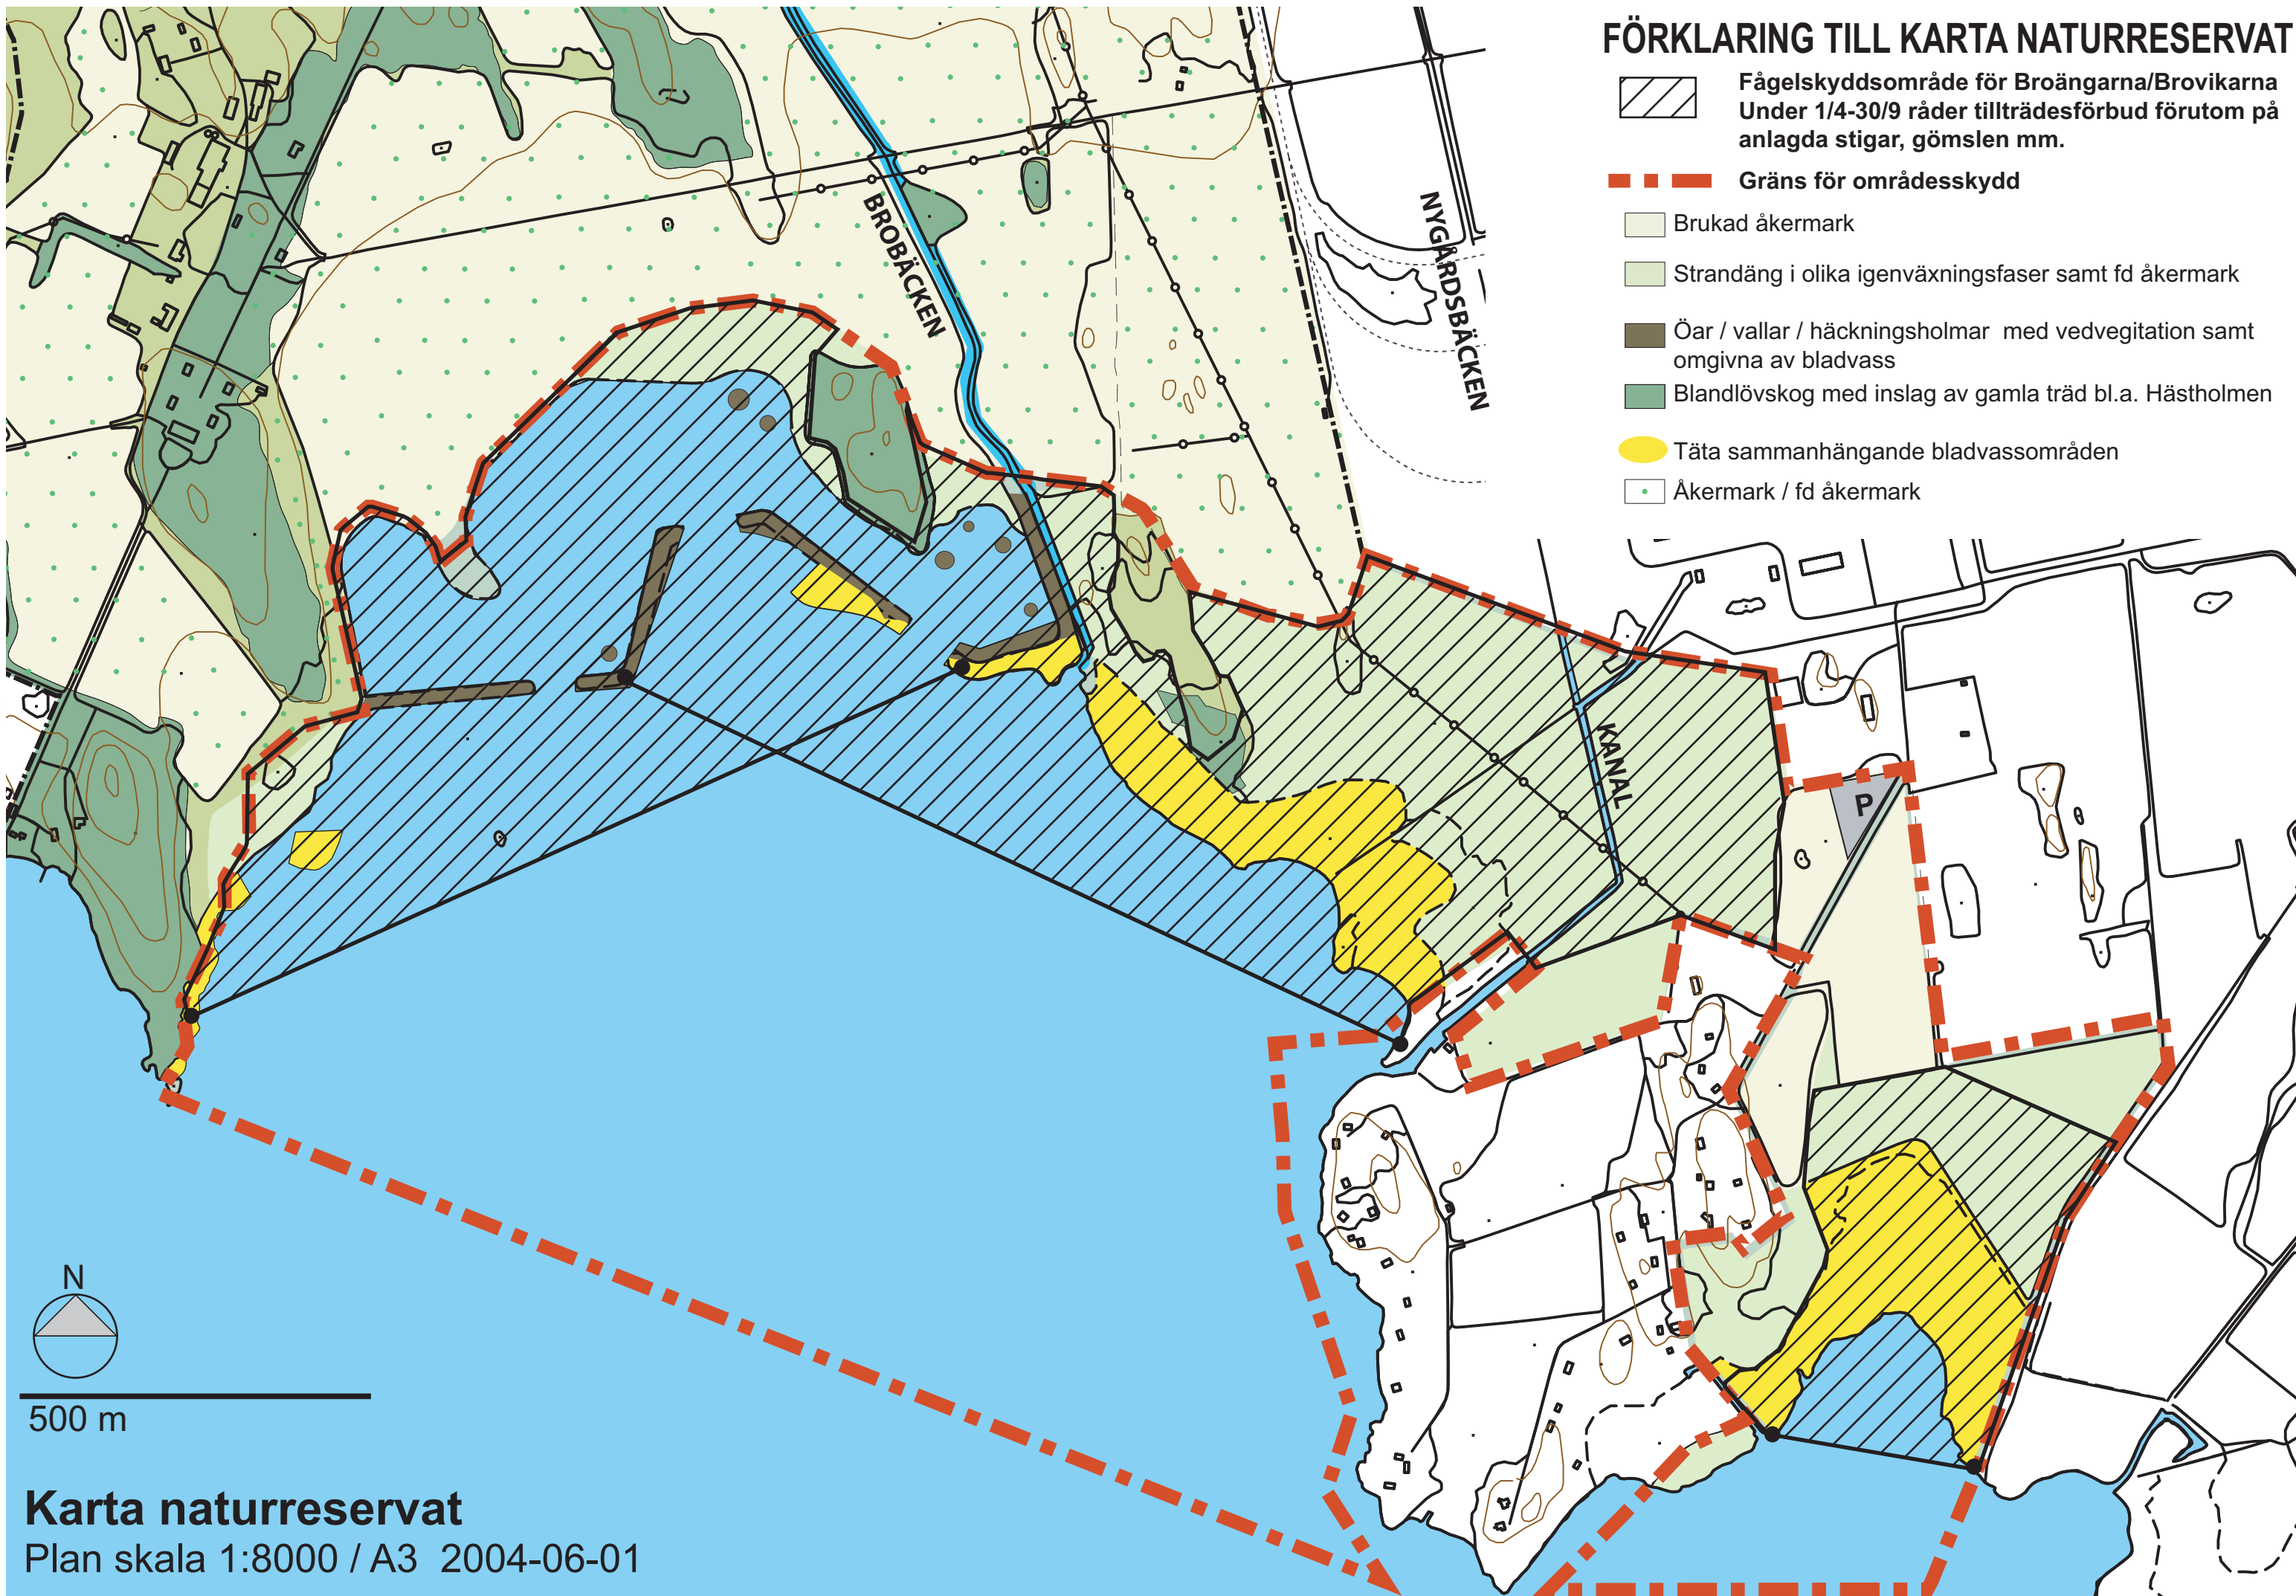 FÖRKLARING TILL KARTA NATURRESERVAT
Fågelskyddsområde för Broängarna/Brovikarna
Under 1/4-30/9 råder tillträdesförbud förutom på
anlagda stigar, gömslen mm.
Gräns för områdesskydd
Brukad åkermark
Strandäng i olika igenväxningsfaser samt fd åkermark
Öar / vallar / häckningsholmar med vedvegitation samt
omgivna av bladvass
Blandlövskog med inslag av gamla träd bl.a. Hästholmen
Täta sammanhängande bladvassområden
Åkermark / fd åkermark
BROBÄCKEN
NYGÅRDSBÄCKEN
KANAL
P
N
500 m
Karta naturreservat
Plan skala 1:8000 / A3 2004-06-01